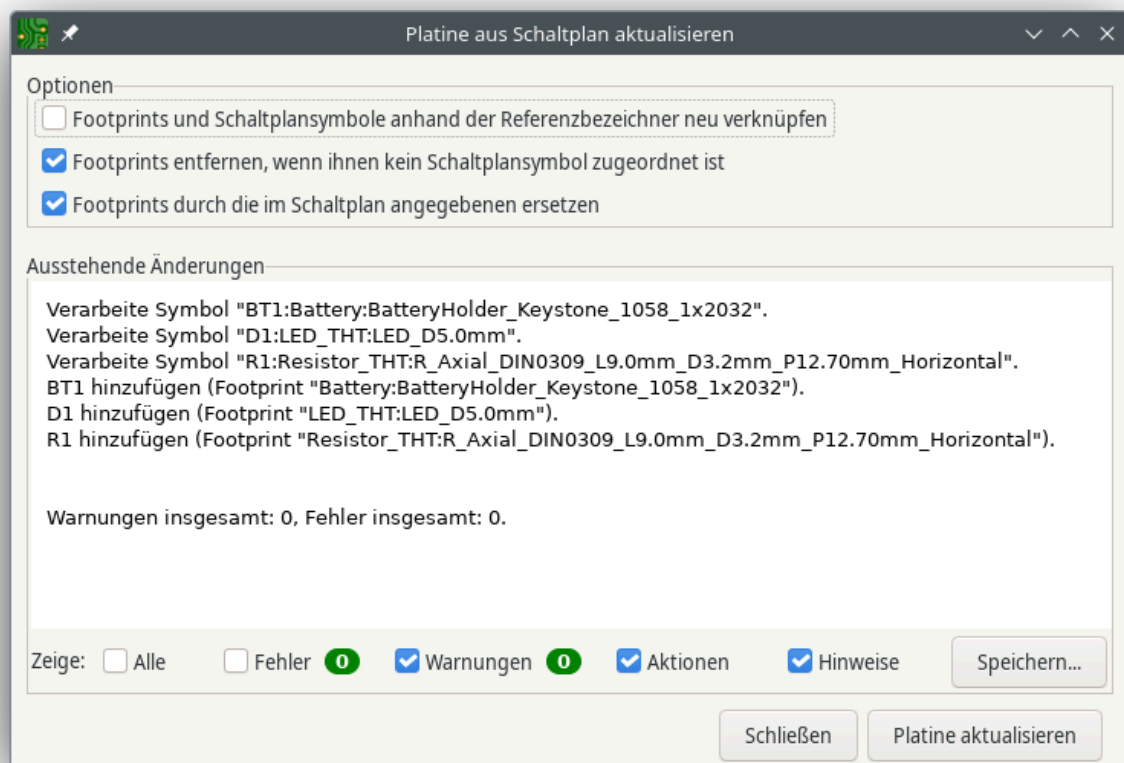 Platine aus Schaltplan aktualisieren
Optionen
Footprints und Schaltplansymbole anhand der Referenzbezeichner neu verknüpfen
Footprints entfernen, wenn ihnen kein Schaltplansymbol zugeordnet ist
Footprints durch die im Schaltplan angegebenen ersetzen
Ausstehende Änderungen
Verarbeite Symbol "BT1:Battery:BatteryHolder_Keystone_1058_1x2032".
Verarbeite Symbol "D1:LED_THT:LED_D5.0mm".
Verarbeite Symbol "R1:Resistor_THT:R_Axial_DIN0309_L9.0mm_D3.2mm_P12.70mm_Horizontal".
BT1 hinzufügen (Footprint "Battery:BatteryHolder_Keystone_1058_1x2032").
D1 hinzufügen (Footprint "LED_THT:LED_D5.0mm").
R1 hinzufügen (Footprint "Resistor_THT:R_Axial_DIN0309_L9.0mm_D3.2mm_P12.70mm_Horizontal").
Warnungen insgesamt: 0, Fehler insgesamt: 0.
Zeige: Alle Fehler 0 Warnungen 0 Aktionen Hinweise Speichern...
Schließen Platine aktualisieren